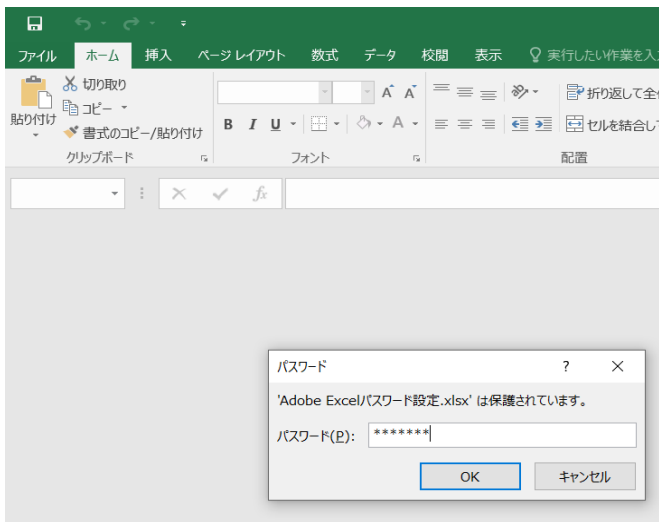 ファイル ホーム 挿入 ページ レイアウト 数式 データ 校閲 表示 実行したい作業を入
貼り付け
切り取り
コピー
書式のコピー/貼り付け
クリップボード
A A
B I U A
フォント
折り返して全
セルを結合し
配置
fx
パスワード ? ×
'Adobe Excelパスワード設定.xlsx' は保護されています。
パスワード(P): *******
OK キャンセル